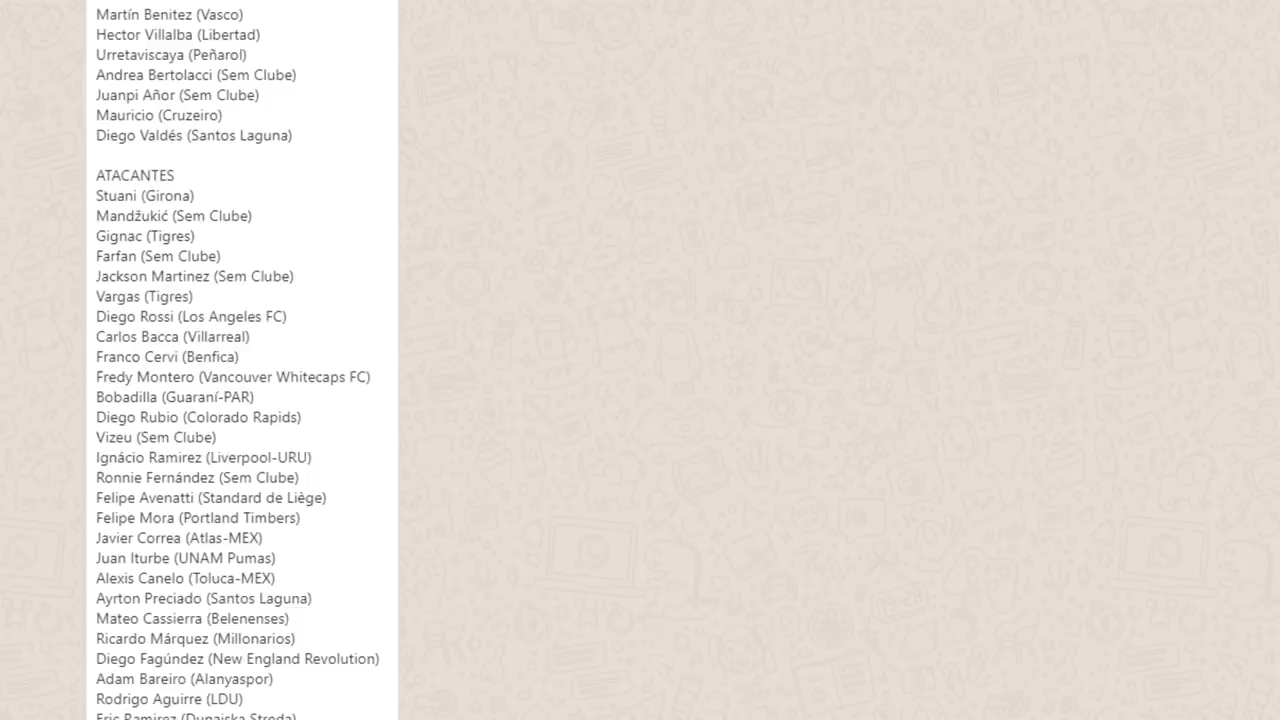 Martín Benitez (Vasco)
Hector Villalba (Libertad)
Urretaviscaya (Peñarol)
Andrea Bertolacci (Sem Clube)
Juanpi Añor (Sem Clube)
Mauricio (Cruzeiro)
Diego Valdés (Santos Laguna)
ATACANTES
Stuani (Girona)
Mandžukić (Sem Clube)
Gignac (Tigres)
Farfan (Sem Clube)
Jackson Martinez (Sem Clube)
Vargas (Tigres)
Diego Rossi (Los Angeles FC)
Carlos Bacca (Villarreal)
Franco Cervi (Benfica)
Fredy Montero (Vancouver Whitecaps FC)
Bobadilla (Guaraní-PAR)
Diego Rubio (Colorado Rapids)
Vizeu (Sem Clube)
Ignácio Ramirez (Liverpool-URU)
Ronnie Fernández (Sem Clube)
Felipe Avenatti (Standard de Liège)
Felipe Mora (Portland Timbers)
Javier Correa (Atlas-MEX)
Juan Iturbe (UNAM Pumas)
Alexis Canelo (Toluca-MEX)
Ayrton Preciado (Santos Laguna)
Mateo Cassierra (Belenenses)
Ricardo Márquez (Millonarios)
Diego Fagúndez (New England Revolution)
Adam Bareiro (Alanyaspor)
Rodrigo Aguirre (LDU)
Eric Ramirez (Dunajska Streda)